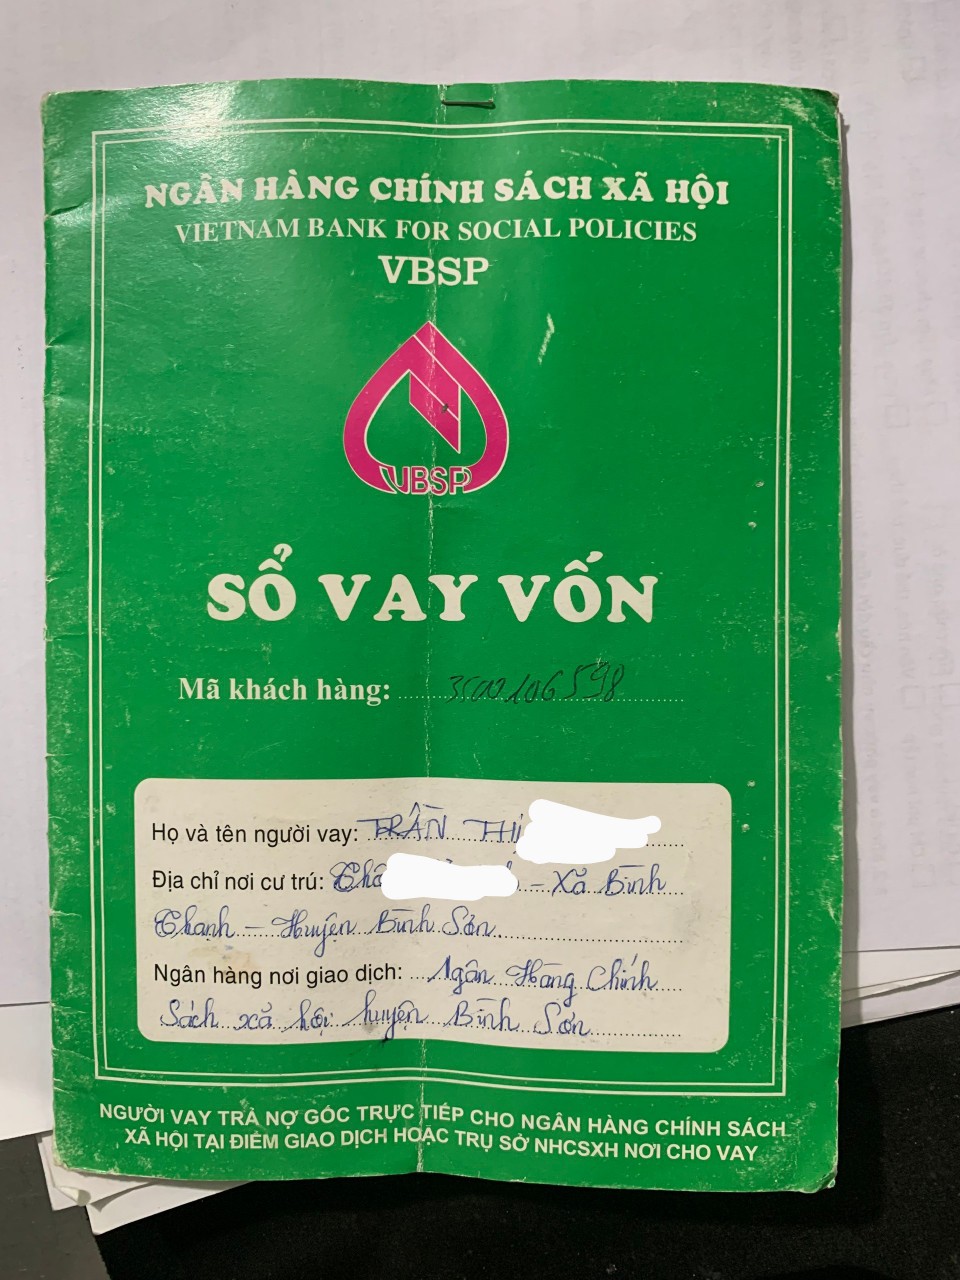 NGÂN HÀNG CHÍNH SÁCH XÃ HỘI
VIETNAM BANK FOR SOCIAL POLICIES
VBSP
VBSP
SỔ VAY VỐN
Mã khách hàng: 3500106598
Họ và tên người vay: TRẦN THỊ
Địa chỉ nơi cư trú: - Xã Bình
Thạnh - Huyện Bình Sơn
Ngân hàng nơi giao dịch: Ngân Hàng Chính
Sách xã hội huyện Bình Sơn
NGƯỜI VAY TRẢ NỢ GỐC TRỰC TIẾP CHO NGÂN HÀNG CHÍNH SÁCH
XÃ HỘI TẠI ĐIỂM GIAO DỊCH HOẶC TRỤ SỞ NHCSXH NƠI CHO VAY